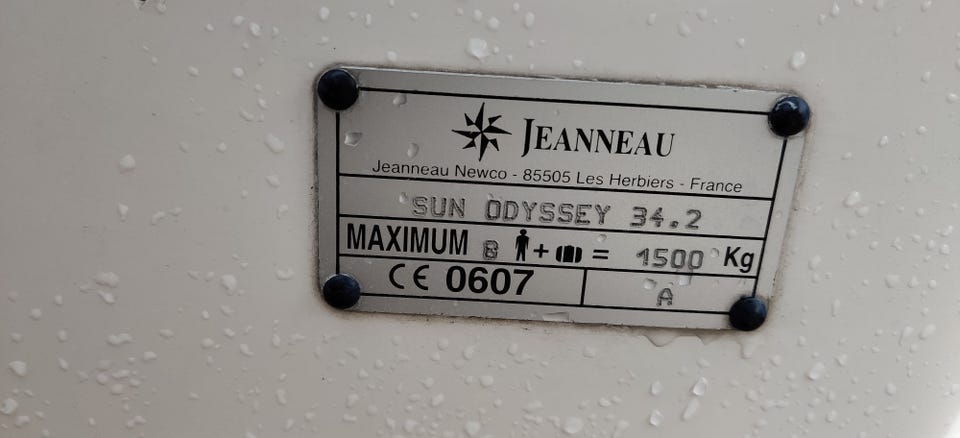 JEANNEAU
Jeanneau Newco - 85505 Les Herbiers - France
SUN ODYSSEY 34.2
MAXIMUM 8 + = 1500 Kg
CE 0607
A